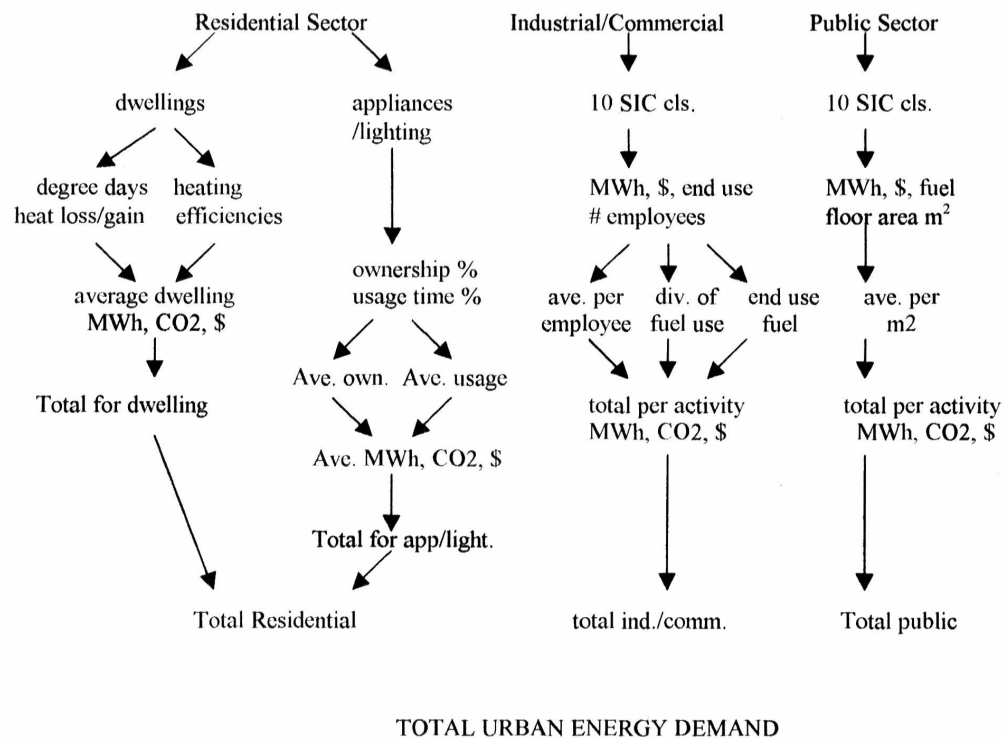 Residential Sector
Industrial/Commercial
Public Sector
dwellings
appliances
/lighting
10 SIC cls.
10 SIC cls.
degree days
heat loss/gain
heating
efficiencies
MWh, $, end use
# employees
MWh, $, fuel
floor area m²
average dwelling
MWh, CO2, $
ownership %
usage time %
ave. per
employee
div. of
fuel use
end use
fuel
ave. per
m2
Ave. own.
Ave. usage
Total for dwelling
total per activity
MWh, CO2, $
total per activity
MWh, CO2, $
Ave. MWh, CO2, $
Total for app/light.
Total Residential
total ind./comm.
Total public
TOTAL URBAN ENERGY DEMAND